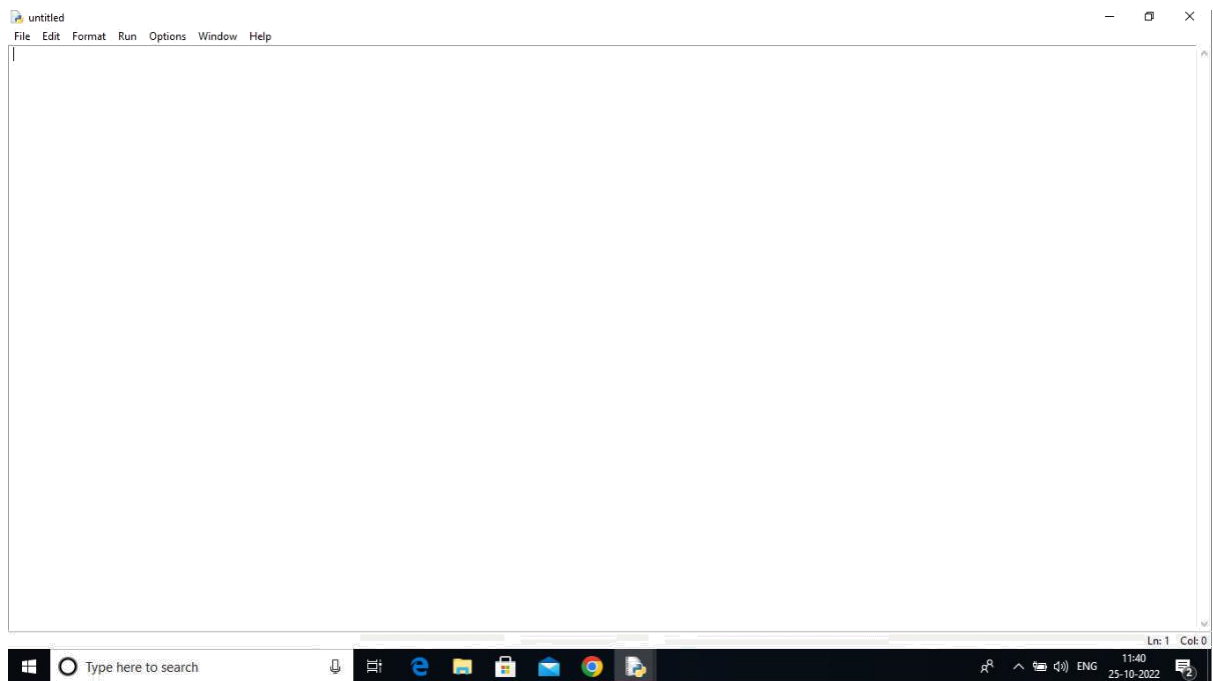 untitled
File Edit Format Run Options Window Help
Ln: 1 Col: 0
Type here to search
ENG
11:40
25-10-2022
2